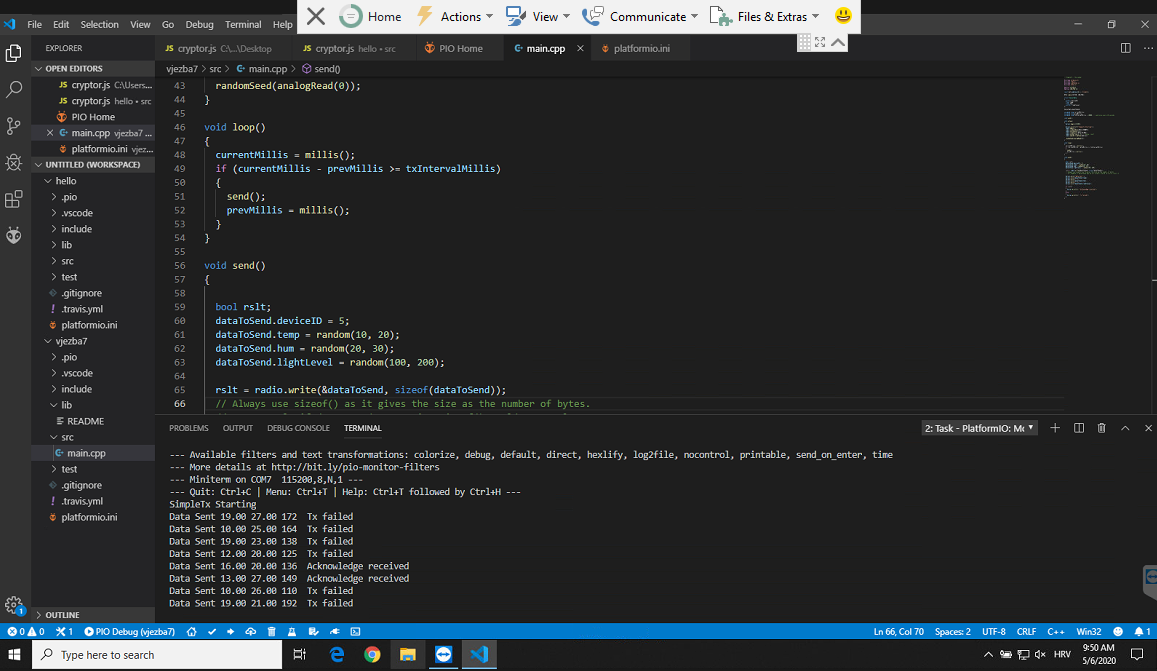 File Edit Selection View Go Debug Terminal Help
Home Actions View Communicate Files & Extras
EXPLORER
OPEN EDITORS
JS cryptor.js C:\Users...
JS cryptor.js hello • src
PIO Home
main.cpp vjezba7 ...
platformio.ini vjez...
UNTITLED (WORKSPACE)
hello
.pio
.vscode
include
lib
src
test
.gitignore
.travis.yml
platformio.ini
vjezba7
.pio
.vscode
include
lib
README
src
main.cpp
test
.gitignore
.travis.yml
platformio.ini
OUTLINE
JS cryptor.js C:\...\Desktop JS cryptor.js hello • src PIO Home main.cpp platformio.ini
vjezba7 > src > main.cpp > send()
43 randomSeed(analogRead(0));
44 }
45
46 void loop()
47 {
48 currentMillis = millis();
49 if (currentMillis - prevMillis >= txIntervalMillis)
50 {
51 send();
52 prevMillis = millis();
53 }
54 }
55
56 void send()
57 {
58
59 bool rslt;
60 dataToSend.deviceID = 5;
61 dataToSend.temp = random(10, 20);
62 dataToSend.hum = random(20, 30);
63 dataToSend.lightLevel = random(100, 200);
64
65 rslt = radio.write(&dataToSend, sizeof(dataToSend));
66 // Always use sizeof() as it gives the size as the number of bytes.
PROBLEMS OUTPUT DEBUG CONSOLE TERMINAL 2: Task - PlatformIO: Mc
--- Available filters and text transformations: colorize, debug, default, direct, hexlify, log2file, nocontrol, printable, send_on_enter, time
--- More details at http://bit.ly/pio-monitor-filters
--- Miniterm on COM7  115200,8,N,1 ---
--- Quit: Ctrl+C | Menu: Ctrl+T | Help: Ctrl+T followed by Ctrl+H ---
SimpleTx Starting
Data Sent 19.00 27.00 172  Tx failed
Data Sent 10.00 25.00 164  Tx failed
Data Sent 19.00 23.00 138  Tx failed
Data Sent 12.00 20.00 125  Tx failed
Data Sent 16.00 20.00 136  Acknowledge received
Data Sent 13.00 27.00 149  Acknowledge received
Data Sent 10.00 26.00 110  Tx failed
Data Sent 19.00 21.00 192  Tx failed
1
0 0 1 PIO Debug (vjezba7) Ln 66, Col 70 Spaces: 2 UTF-8 CRLF C++ Win32 1
Type here to search HRV 9:50 AM
5/6/2020